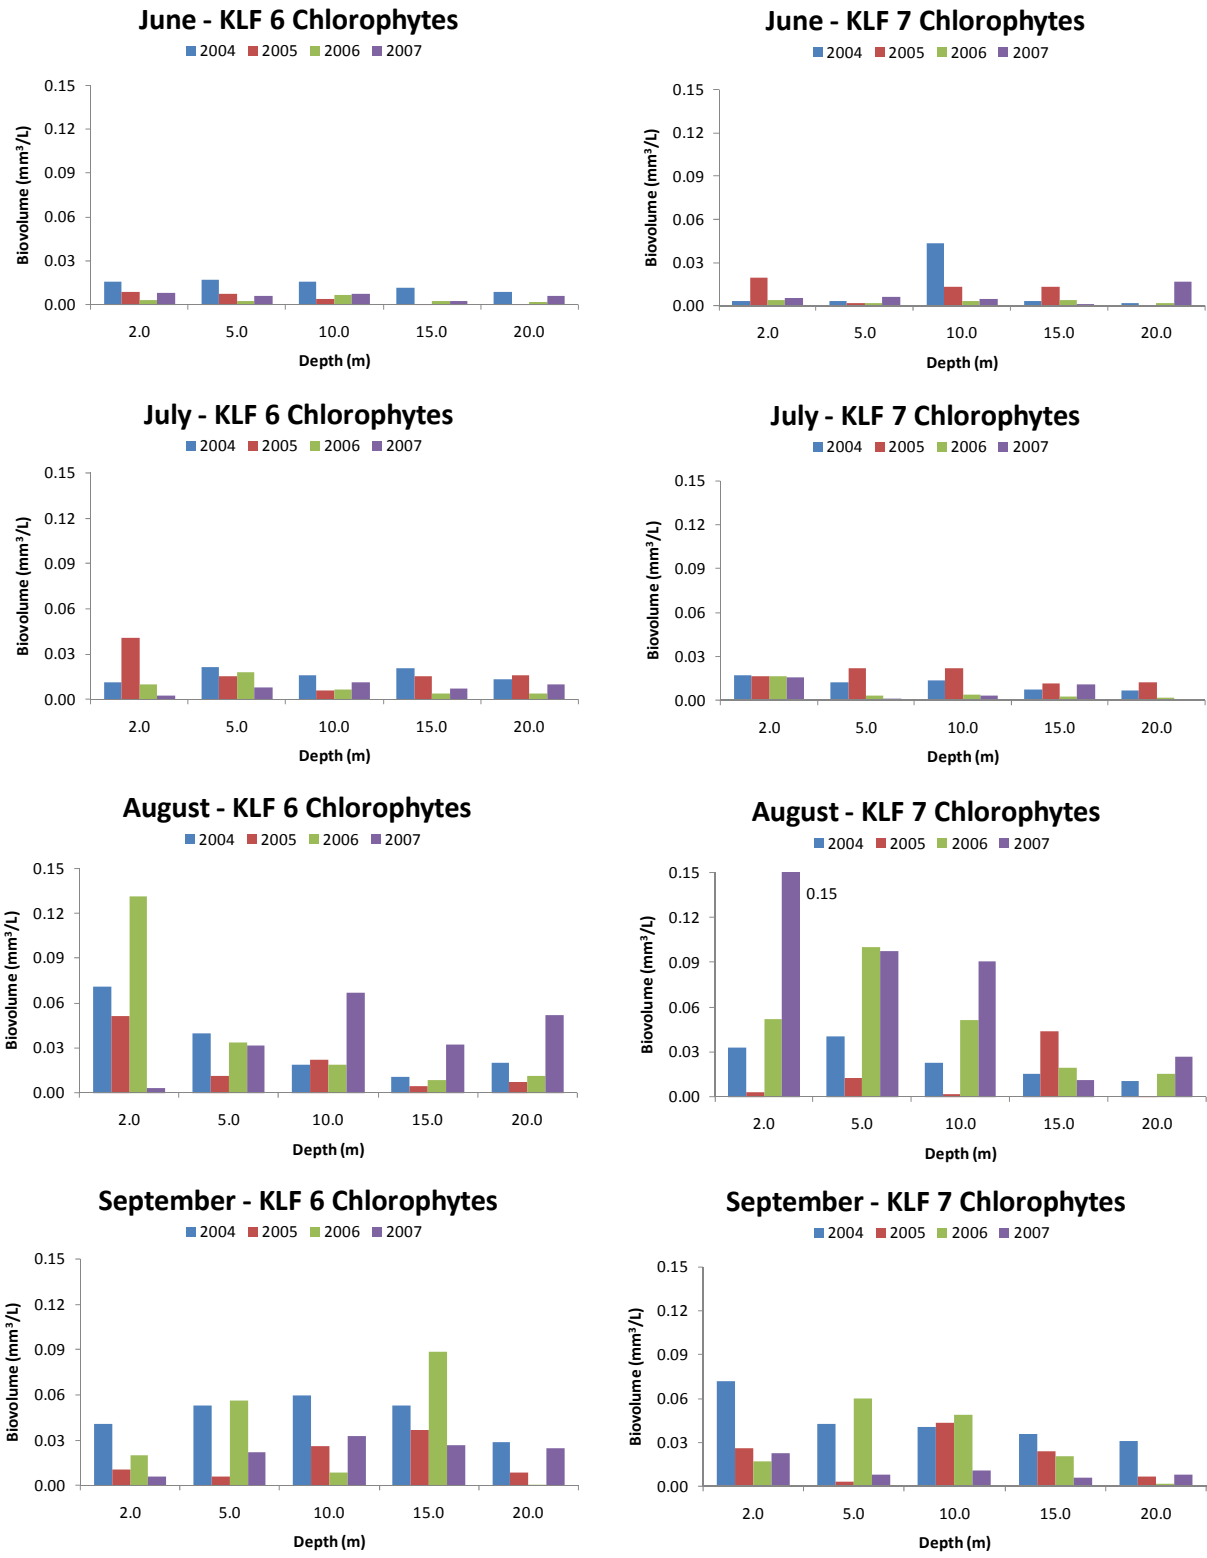 June - KLF 6 Chlorophytes
2004 2005 2006 2007
0.15
0.12
0.09
0.06
0.03
0.00
Biovolume (mm³/L)
2.0 5.0 10.0 15.0 20.0
Depth (m)
June - KLF 7 Chlorophytes
2004 2005 2006 2007
0.15
0.12
0.09
0.06
0.03
0.00
Biovolume (mm³/L)
2.0 5.0 10.0 15.0 20.0
Depth (m)
July - KLF 6 Chlorophytes
2004 2005 2006 2007
0.15
0.12
0.09
0.06
0.03
0.00
Biovolume (mm³/L)
2.0 5.0 10.0 15.0 20.0
Depth (m)
July - KLF 7 Chlorophytes
2004 2005 2006 2007
0.15
0.12
0.09
0.06
0.03
0.00
Biovolume (mm³/L)
2.0 5.0 10.0 15.0 20.0
Depth (m)
August - KLF 6 Chlorophytes
2004 2005 2006 2007
0.15
0.12
0.09
0.06
0.03
0.00
Biovolume (mm³/L)
2.0 5.0 10.0 15.0 20.0
Depth (m)
August - KLF 7 Chlorophytes
2004 2005 2006 2007
0.15
0.15
0.12
0.09
0.06
0.03
0.00
Biovolume (mm³/L)
2.0 5.0 10.0 15.0 20.0
Depth (m)
September - KLF 6 Chlorophytes
2004 2005 2006 2007
0.15
0.12
0.09
0.06
0.03
0.00
Biovolume (mm³/L)
2.0 5.0 10.0 15.0 20.0
Depth (m)
September - KLF 7 Chlorophytes
2004 2005 2006 2007
0.15
0.12
0.09
0.06
0.03
0.00
Biovolume (mm³/L)
2.0 5.0 10.0 15.0 20.0
Depth (m)